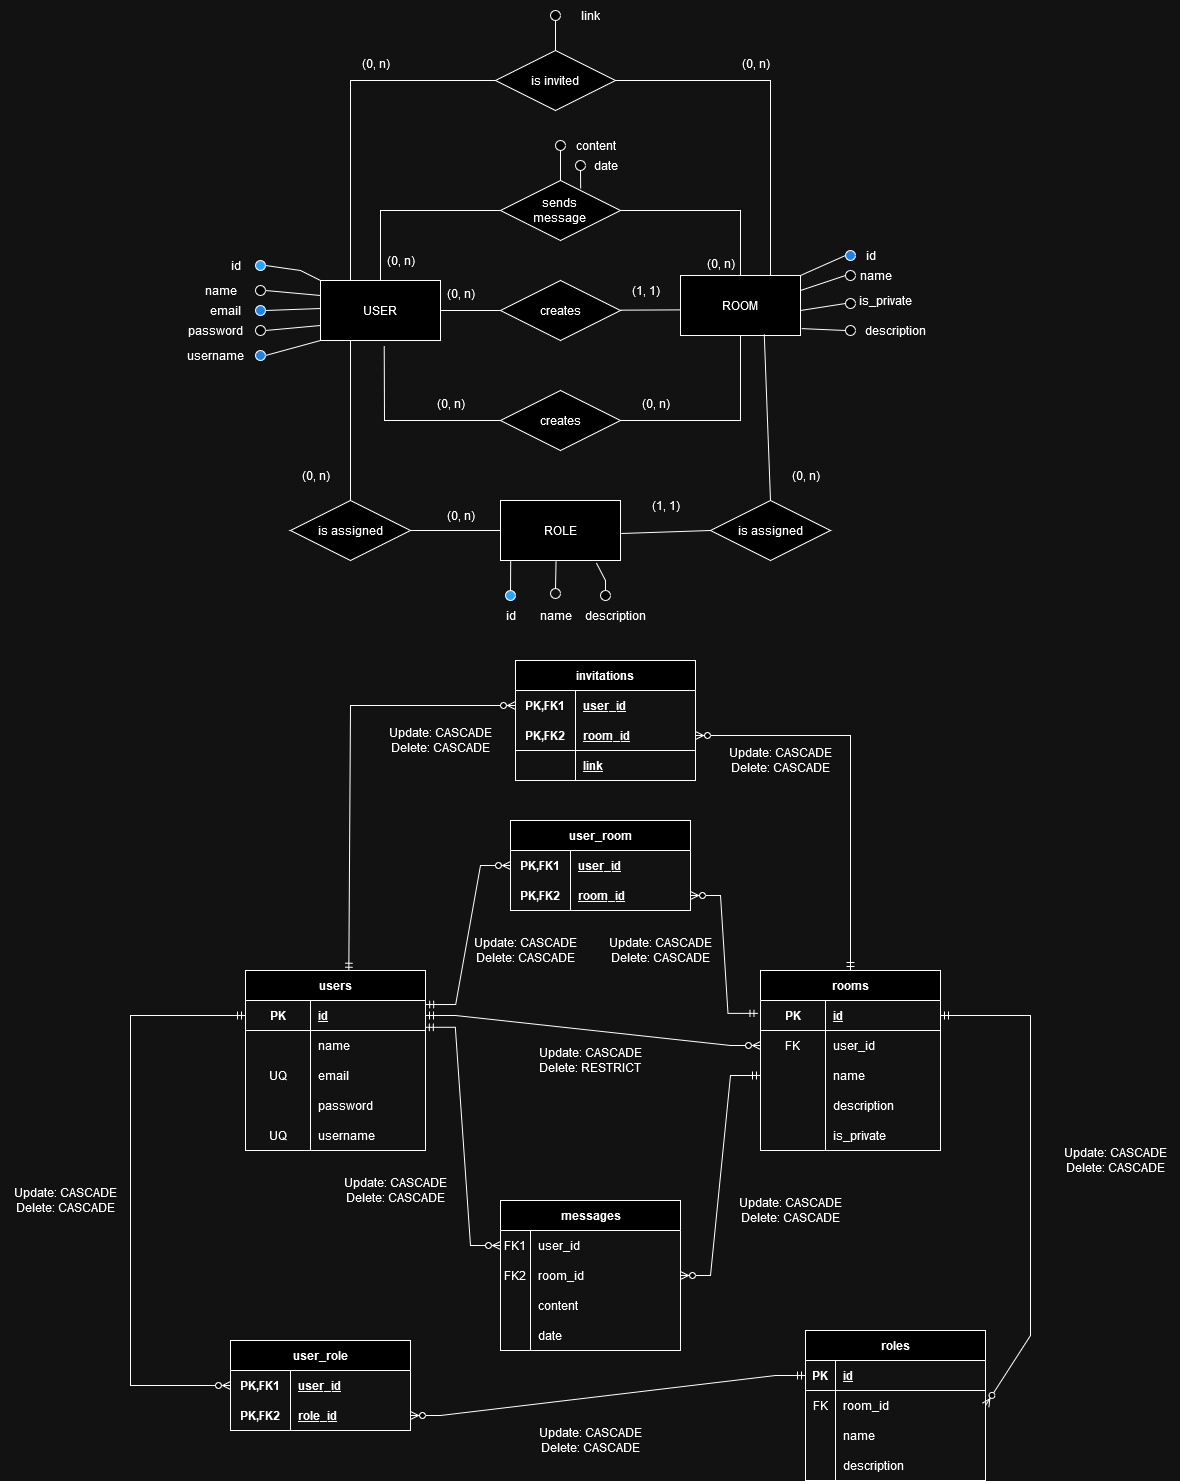 link
(0, n)
(0, n)
is invited
content
date
sends
message
(0, n)
(0, n)
id
name
email
password
username
USER
(0, n)
creates
(1, 1)
ROOM
id
name
is_private
description
(0, n)
creates
(0, n)
(0, n)
(0, n)
is assigned
(0, n)
ROLE
(1, 1)
is assigned
id
name
description
invitations
PK,FK1 user_id
PK,FK2 room_id
link
Update: CASCADE
Delete: CASCADE
Update: CASCADE
Delete: CASCADE
user_room
PK,FK1 user_id
PK,FK2 room_id
Update: CASCADE
Delete: CASCADE
Update: CASCADE
Delete: CASCADE
users
PK id
name
UQ email
password
UQ username
Update: CASCADE
Delete: RESTRICT
rooms
PK id
FK user_id
name
description
is_private
Update: CASCADE
Delete: CASCADE
Update: CASCADE
Delete: CASCADE
Update: CASCADE
Delete: CASCADE
Update: CASCADE
Delete: CASCADE
messages
FK1 user_id
FK2 room_id
content
date
user_role
PK,FK1 user_id
PK,FK2 role_id
Update: CASCADE
Delete: CASCADE
roles
PK id
FK room_id
name
description